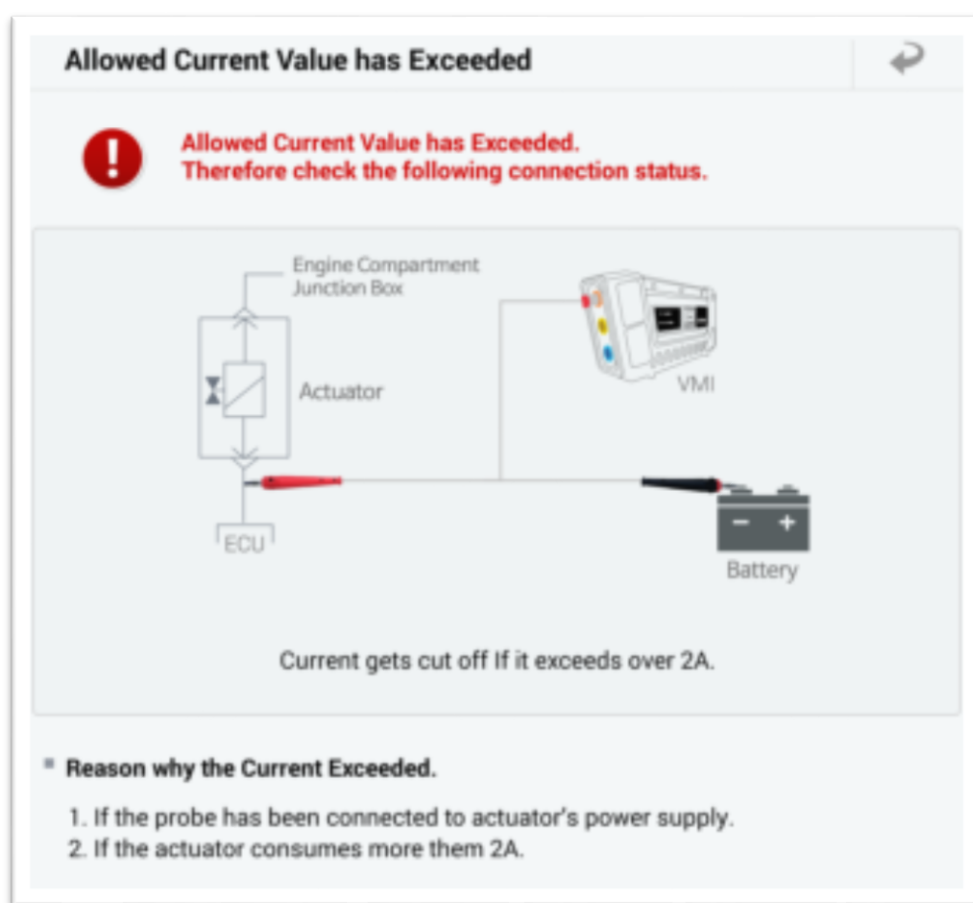 Allowed Current Value has Exceeded
Allowed Current Value has Exceeded.
Therefore check the following connection status.
Engine Compartment
Junction Box
Actuator
VMI
ECU
- +
Battery
Current gets cut off If it exceeds over 2A.
Reason why the Current Exceeded.
1. If the probe has been connected to actuator's power supply.
2. If the actuator consumes more them 2A.